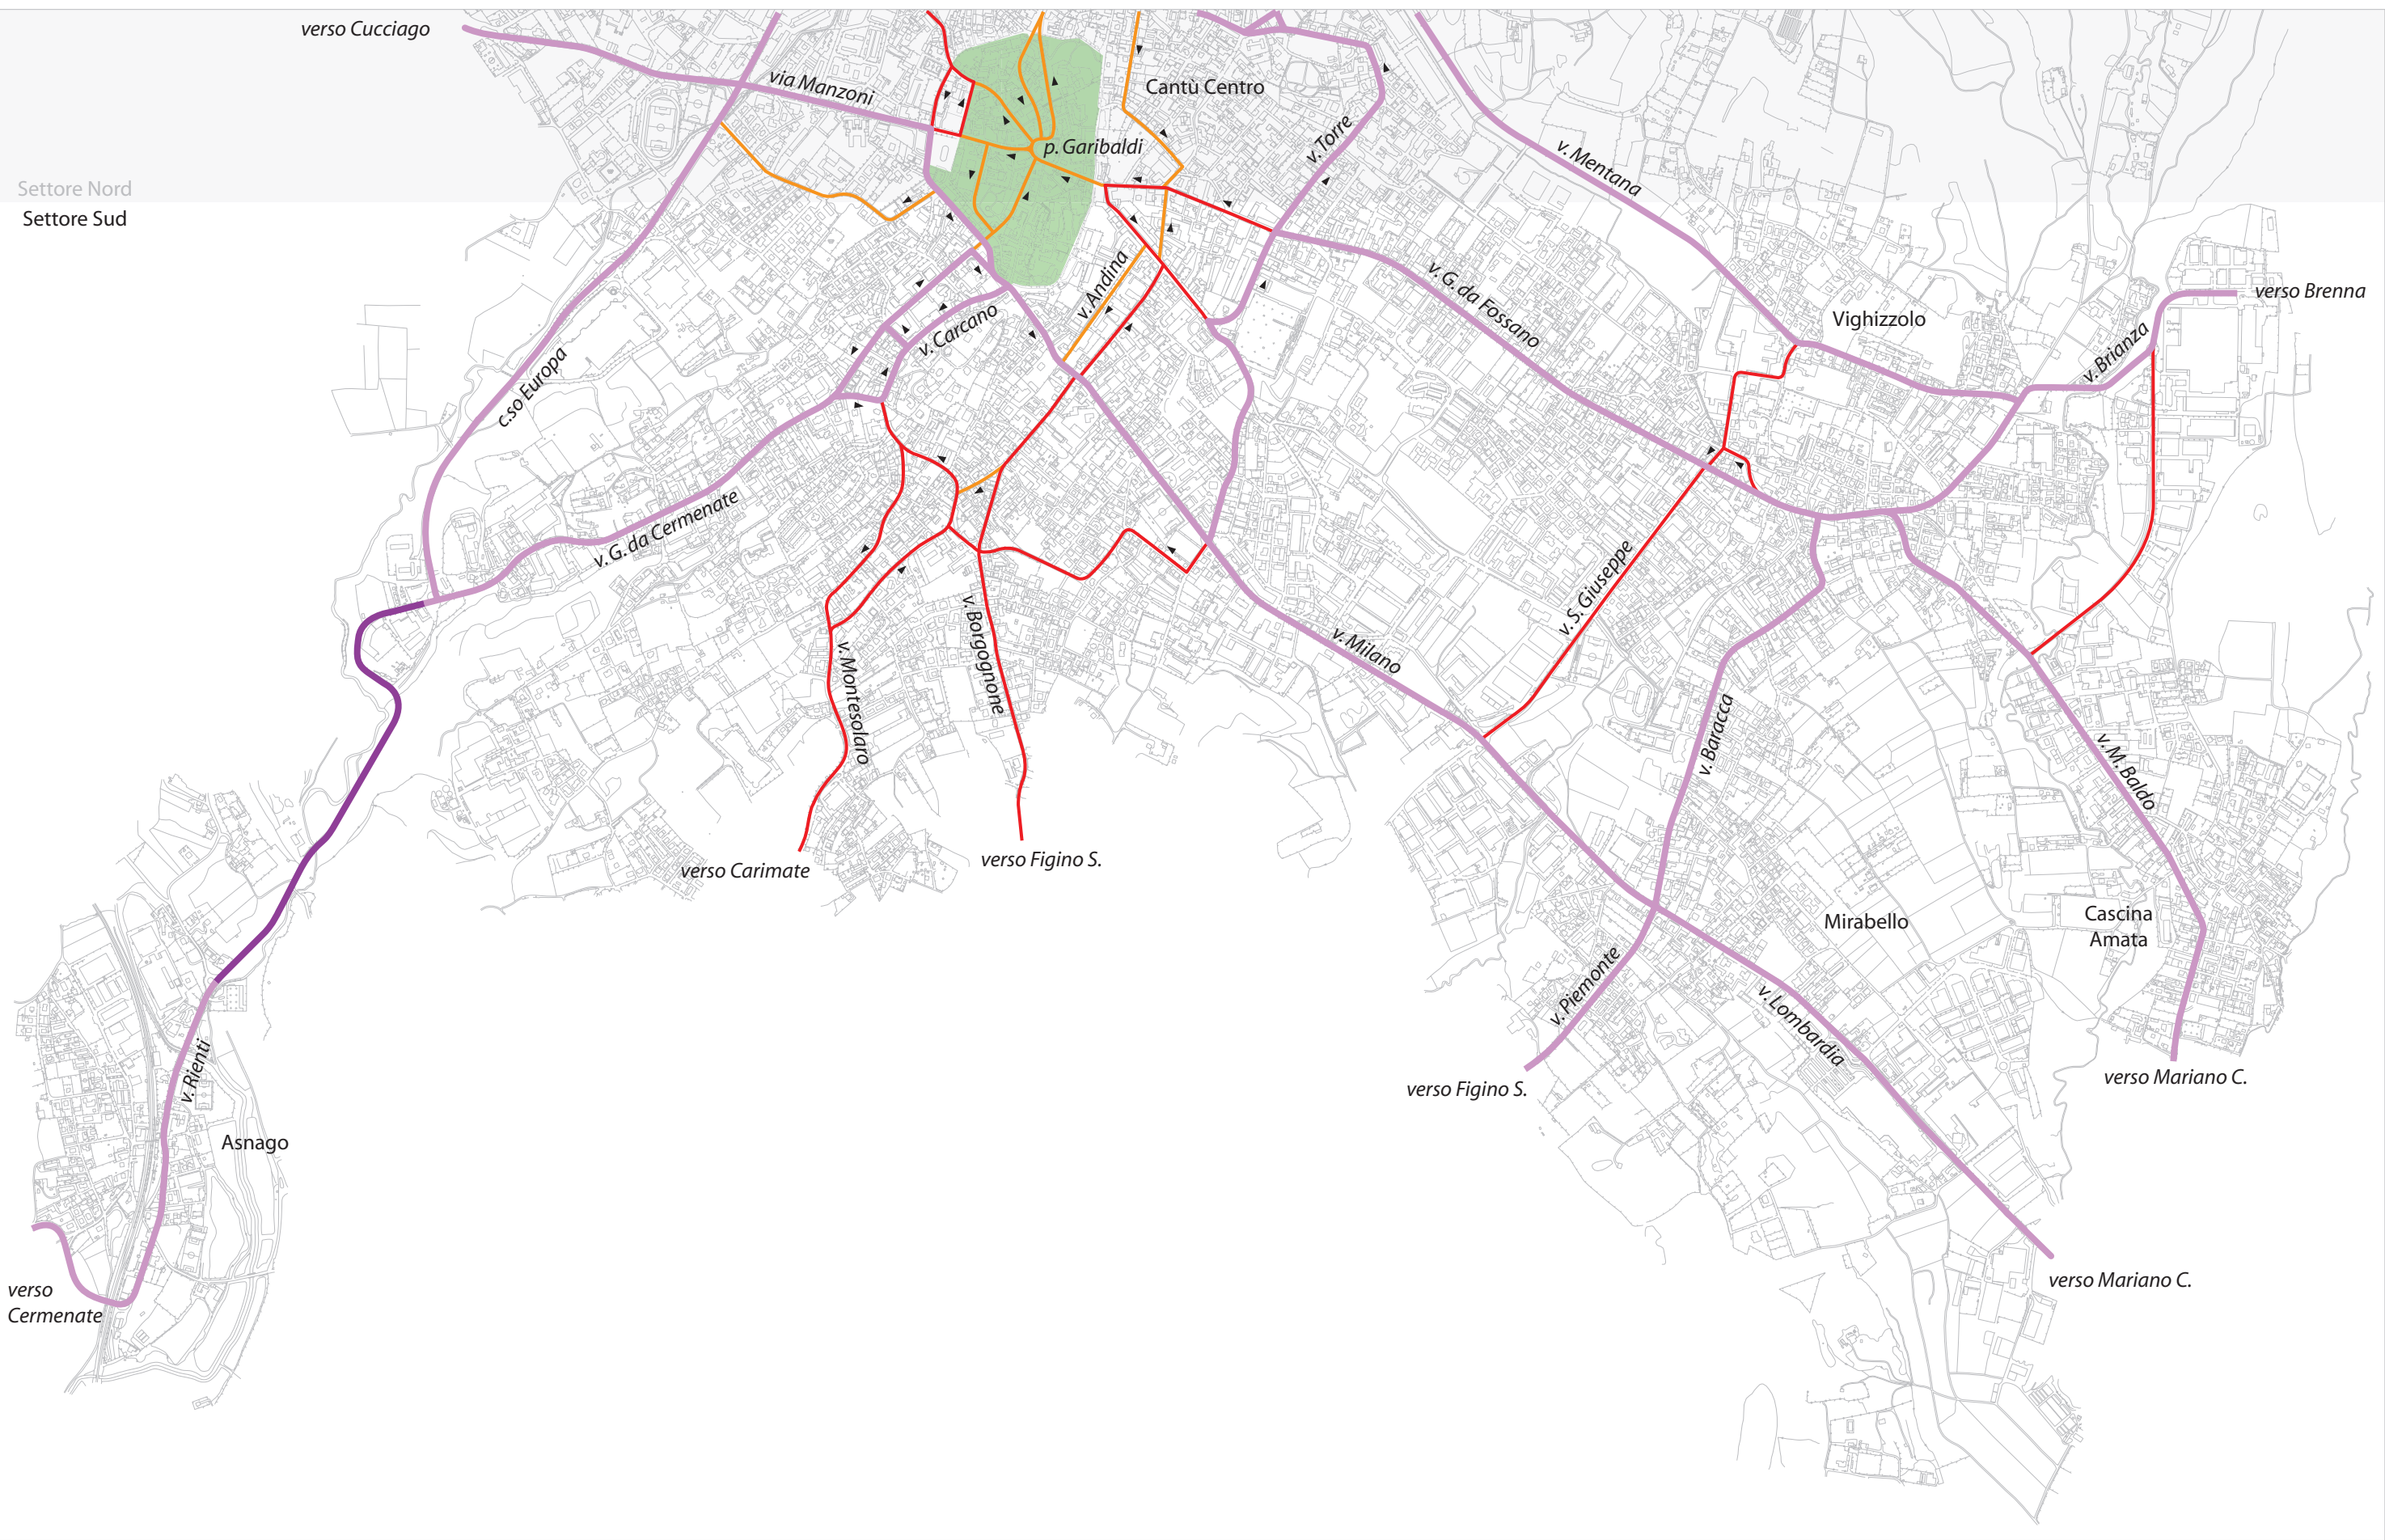 verso Cucciago
via Manzoni
Cantù Centro
p. Garibaldi
v. Torre
v. Mentana
Settore Nord
Settore Sud
v. Andina
v. G. da Fossano
verso Brenna
Vighizzolo
v. Brianza
v. Carcano
c.so Europa
v. G. da Cermenate
v. S. Giuseppe
v. Milano
v. Borgognone
v. Montesolaro
v. Baracca
v. M. Baldo
verso Carimate
verso Figino S.
Mirabello
Cascina
Amata
v. Piemonte
v. Lombardia
verso Figino S.
verso Mariano C.
v. Rienti
Asnago
verso
Cermenate
verso Mariano C.